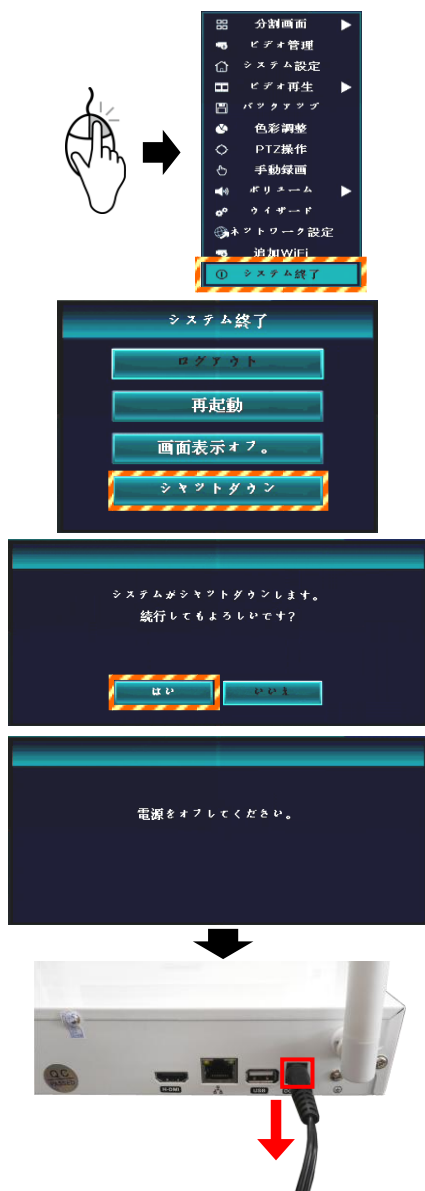 分割画面
ビデオ管理
システム設定
ビデオ再生
バックアップ
色彩調整
PTZ操作
手動録画
ボリューム
ウイザード
ネットワーク設定
追加WiFi
システム終了
システム終了
ログアウト
再起動
画面表示オフ。
シャットダウン
システムがシャットダウンします。
続行してもよろしいです?
はい
いいえ
電源をオフしてください。
Q.C.
PASSED
USB